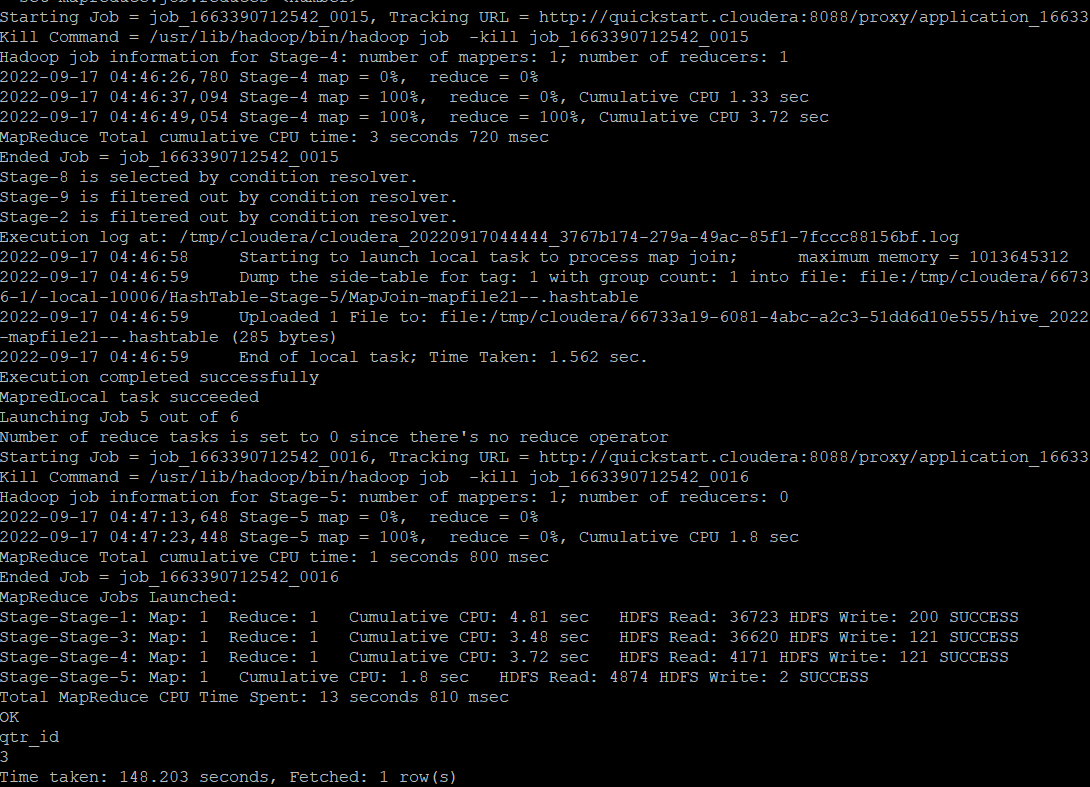 Starting Job = job_1663390712542_0015, Tracking URL = http://quickstart.cloudera:8088/proxy/application_16633
Kill Command = /usr/lib/hadoop/bin/hadoop job  -kill job_1663390712542_0015
Hadoop job information for Stage-4: number of mappers: 1; number of reducers: 1
2022-09-17 04:46:26,780 Stage-4 map = 0%,  reduce = 0%
2022-09-17 04:46:37,094 Stage-4 map = 100%,  reduce = 0%, Cumulative CPU 1.33 sec
2022-09-17 04:46:49,054 Stage-4 map = 100%,  reduce = 100%, Cumulative CPU 3.72 sec
MapReduce Total cumulative CPU time: 3 seconds 720 msec
Ended Job = job_1663390712542_0015
Stage-8 is selected by condition resolver.
Stage-9 is filtered out by condition resolver.
Stage-2 is filtered out by condition resolver.
Execution log at: /tmp/cloudera/cloudera_20220917044444_3767b174-279a-49ac-85f1-7fccc88156bf.log
2022-09-17 04:46:58     Starting to launch local task to process map join;      maximum memory = 1013645312
2022-09-17 04:46:59     Dump the side-table for tag: 1 with group count: 1 into file: file:/tmp/cloudera/6673
6-1/-local-10006/HashTable-Stage-5/MapJoin-mapfile21--.hashtable
2022-09-17 04:46:59     Uploaded 1 File to: file:/tmp/cloudera/66733a19-6081-4abc-a2c3-51dd6d10e555/hive_2022
-mapfile21--.hashtable (285 bytes)
2022-09-17 04:46:59     End of local task; Time Taken: 1.562 sec.
Execution completed successfully
MapredLocal task succeeded
Launching Job 5 out of 6
Number of reduce tasks is set to 0 since there's no reduce operator
Starting Job = job_1663390712542_0016, Tracking URL = http://quickstart.cloudera:8088/proxy/application_16633
Kill Command = /usr/lib/hadoop/bin/hadoop job  -kill job_1663390712542_0016
Hadoop job information for Stage-5: number of mappers: 1; number of reducers: 0
2022-09-17 04:47:13,648 Stage-5 map = 0%,  reduce = 0%
2022-09-17 04:47:23,448 Stage-5 map = 100%,  reduce = 0%, Cumulative CPU 1.8 sec
MapReduce Total cumulative CPU time: 1 seconds 800 msec
Ended Job = job_1663390712542_0016
MapReduce Jobs Launched:
Stage-Stage-1: Map: 1  Reduce: 1   Cumulative CPU: 4.81 sec   HDFS Read: 36723 HDFS Write: 200 SUCCESS
Stage-Stage-3: Map: 1  Reduce: 1   Cumulative CPU: 3.48 sec   HDFS Read: 36620 HDFS Write: 121 SUCCESS
Stage-Stage-4: Map: 1  Reduce: 1   Cumulative CPU: 3.72 sec   HDFS Read: 4171 HDFS Write: 121 SUCCESS
Stage-Stage-5: Map: 1   Cumulative CPU: 1.8 sec   HDFS Read: 4874 HDFS Write: 2 SUCCESS
Total MapReduce CPU Time Spent: 13 seconds 810 msec
OK
qtr_id
3
Time taken: 148.203 seconds, Fetched: 1 row(s)